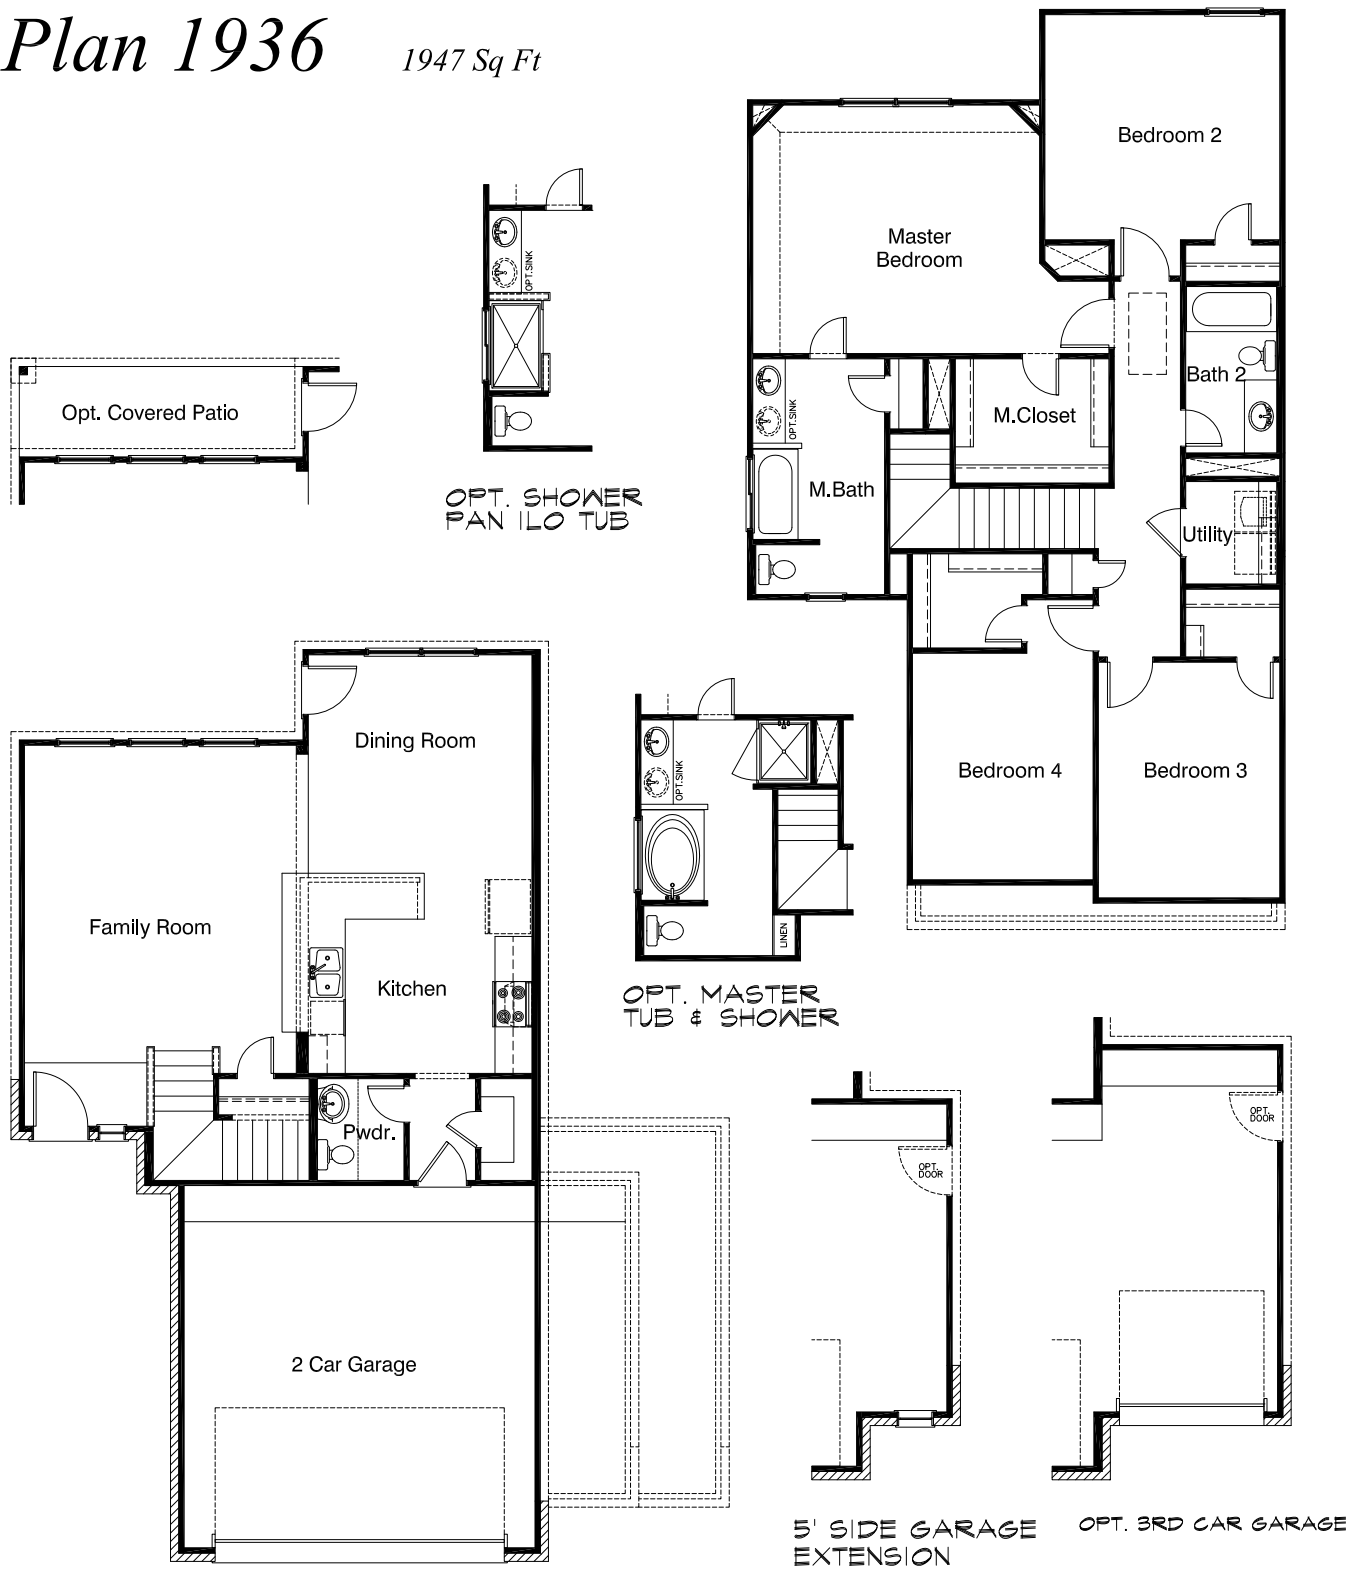 Plan 1936
1947 Sq Ft
Bedroom 2
Master
Bedroom
OPT.SINK
Opt. Covered Patio
OPT. SHOWER
PAN ILO TUB
Bath 2
M.Closet
OPT.SINK
M.Bath
Utility
Dining Room
Family Room
Kitchen
Pwdr.
2 Car Garage
OPT.SINK
LINEN
OPT. MASTER
TUB & SHOWER
Bedroom 4
Bedroom 3
OPT.
DOOR
5' SIDE GARAGE
EXTENSION
OPT.
DOOR
OPT. 3RD CAR GARAGE